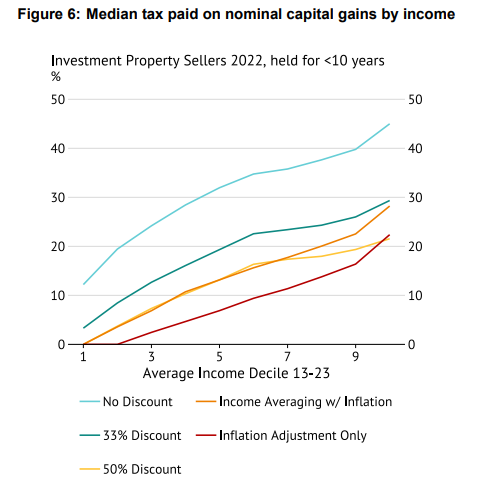 Figure 6: Median tax paid on nominal capital gains by income
Investment Property Sellers 2022, held for <10 years
%
50 50
40 40
30 30
20 20
10 10
0 0
1 3 5 7 9
Average Income Decile 13-23
No Discount Income Averaging w/ Inflation
33% Discount Inflation Adjustment Only
50% Discount